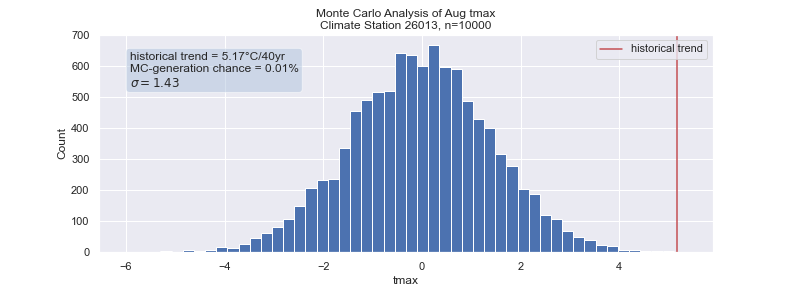 Monte Carlo Analysis of Aug tmax
Climate Station 26013, n=10000
historical trend = 5.17°C/40yr
MC-generation chance = 0.01%
σ = 1.43
historical trend
Count
700
600
500
400
300
200
100
0
−6 −4 −2 0 2 4
tmax